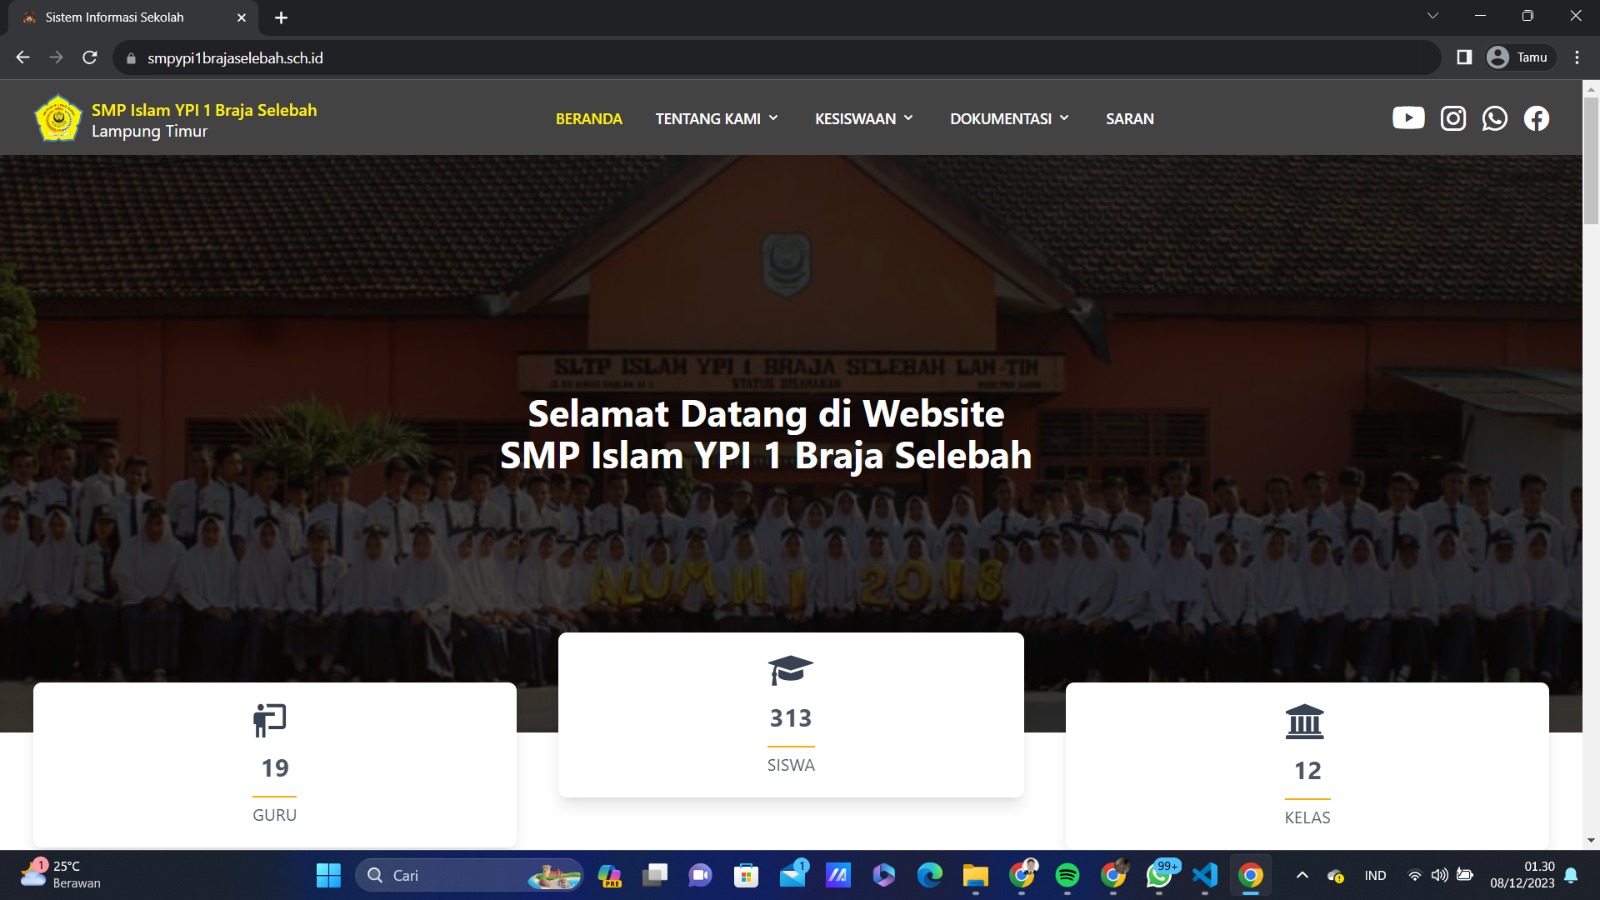 Sistem Informasi Sekolah
smpypi1brajaselebah.sch.id
Tamu
SMP Islam YPI 1 Braja Selebah
Lampung Timur
BERANDA
TENTANG KAMI
KESISWAAN
DOKUMENTASI
SARAN
SLTP ISLAM YPI 1 BRAJA SELEBAH LAM-TIM
STATUS DISAMAKAN
Selamat Datang di Website
SMP Islam YPI 1 Braja Selebah
ALUMNI 2018
19
GURU
313
SISWA
12
KELAS
1
25°C
Berawan
Cari
PRE
1
99+
IND
01.30
08/12/2023